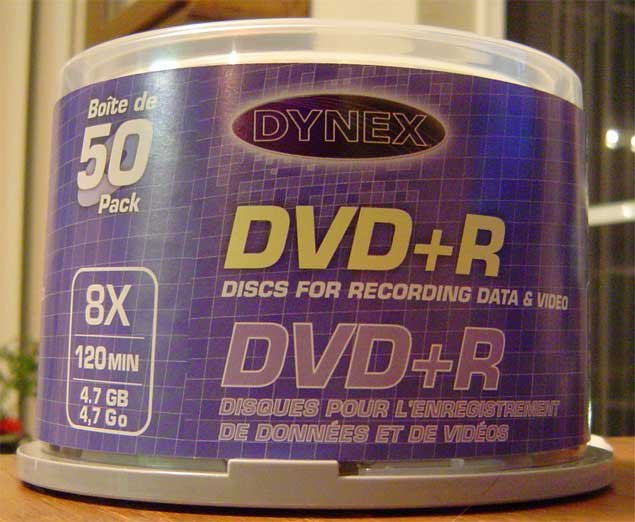 Boîte de
50
Pack
DYNEX
DVD+R
DISCS FOR RECORDING DATA & VIDEO
DVD+R
DISQUES POUR L'ENREGISTREMENT
DE DONNÉES ET DE VIDÉOS
8X
120 MIN
4.7 GB
4,7 Go